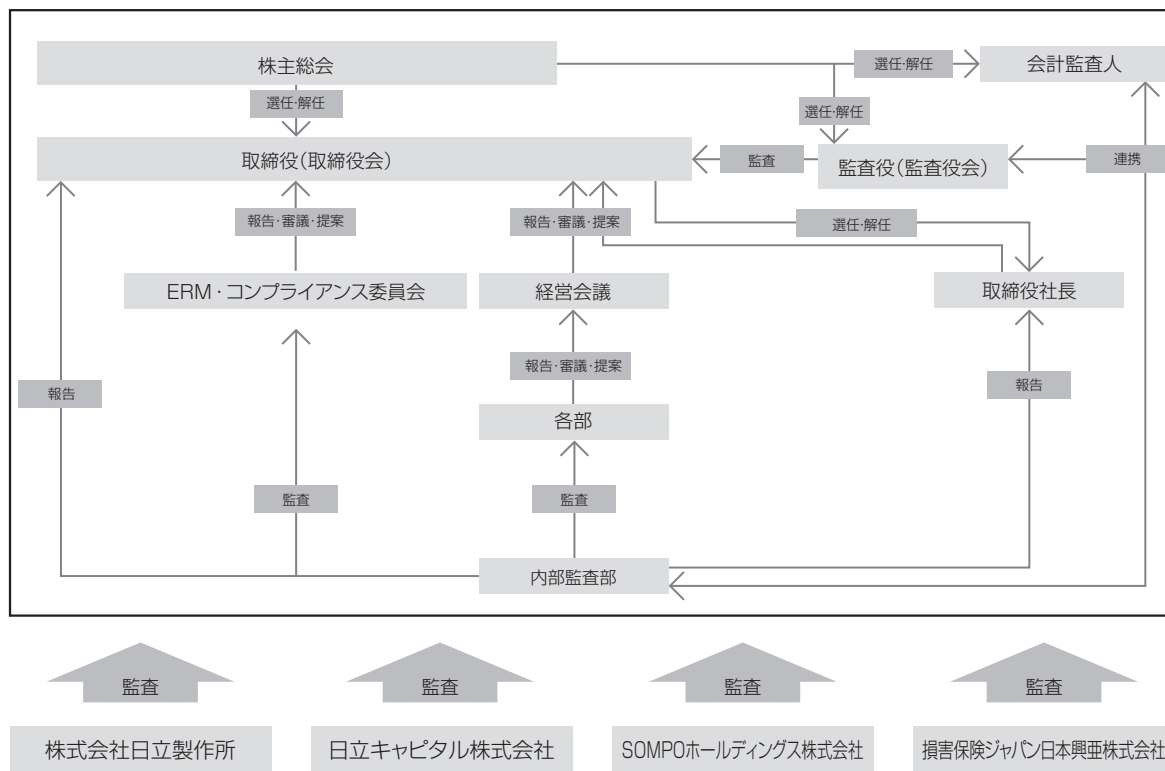 株主総会
選任・解任
会計監査人
選任・解任
選任・解任
取締役(取締役会)
監査
監査役(監査役会)
連携
報告・審議・提案
報告・審議・提案
選任・解任
ERM・コンプライアンス委員会
経営会議
取締役社長
報告・審議・提案
報告
報告
各部
監査
監査
内部監査部
監査
監査
監査
監査
株式会社日立製作所
日立キャピタル株式会社
SOMPOホールディングス株式会社
損害保険ジャパン日本興亜株式会社